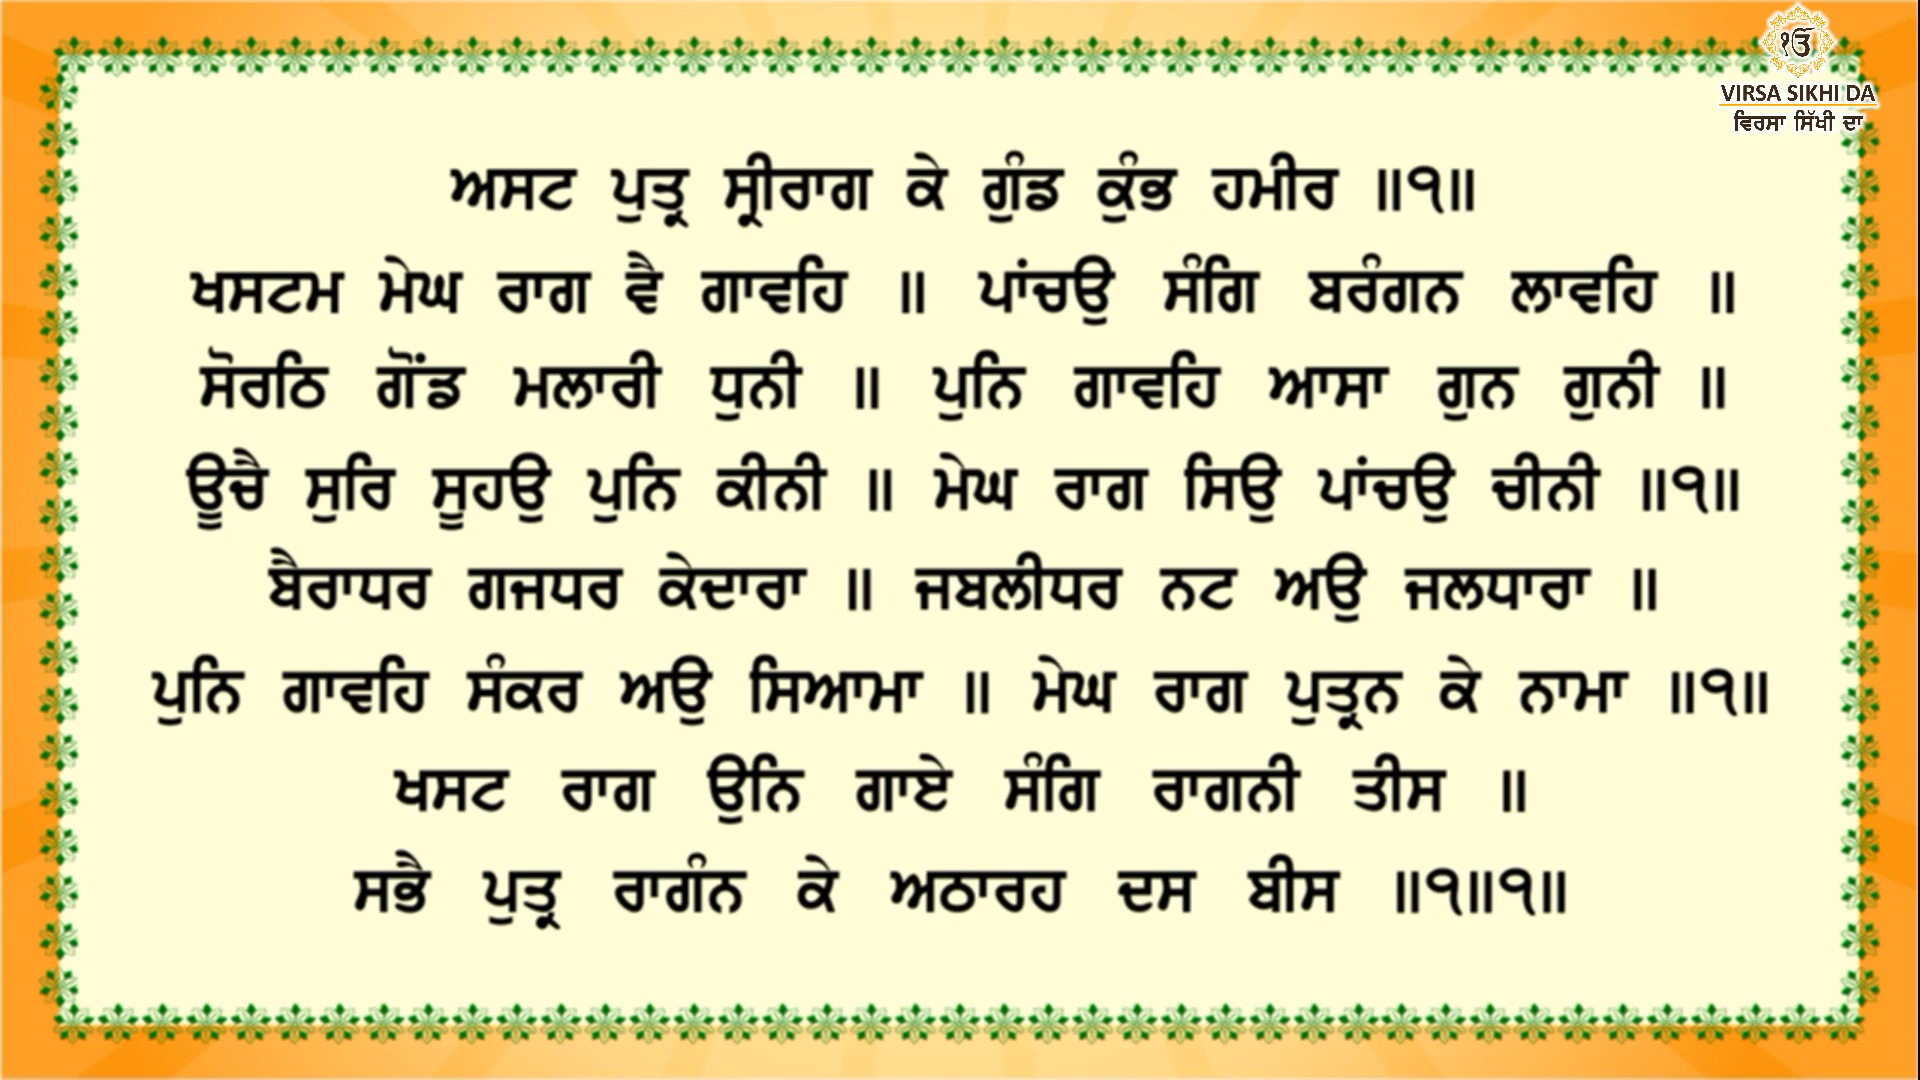 ੴ
VIRSA SIKHI DA
ਵਿਰਸਾ ਸਿੱਖੀ ਦਾ
ਅਸਟ ਪੁਤ੍ਰ ਸ੍ਰੀਰਾਗ ਕੇ ਗੁੰਡ ਕੁੰਭ ਹਮੀਰ ॥੧॥
ਖਸਟਮ ਮੇਘ ਰਾਗ ਵੈ ਗਾਵਹਿ ॥ ਪਾਂਚਉ ਸੰਗਿ ਬਰੰਗਨ ਲਾਵਹਿ ॥
ਸੋਰਠਿ ਗੋਂਡ ਮਲਾਰੀ ਧੁਨੀ ॥ ਪੁਨਿ ਗਾਵਹਿ ਆਸਾ ਗੁਨ ਗੁਨੀ ॥
ਊਚੈ ਸੁਰਿ ਸੂਹਉ ਪੁਨਿ ਕੀਨੀ ॥ ਮੇਘ ਰਾਗ ਸਿਉ ਪਾਂਚਉ ਚੀਨੀ ॥੧॥
ਬੈਰਾਧਰ ਗਜਧਰ ਕੇਦਾਰਾ ॥ ਜਬਲੀਧਰ ਨਟ ਅਉ ਜਲਧਾਰਾ ॥
ਪੁਨਿ ਗਾਵਹਿ ਸੰਕਰ ਅਉ ਸਿਆਮਾ ॥ ਮੇਘ ਰਾਗ ਪੁਤ੍ਰਨ ਕੇ ਨਾਮਾ ॥੧॥
ਖਸਟ ਰਾਗ ਉਨਿ ਗਾਏ ਸੰਗਿ ਰਾਗਨੀ ਤੀਸ ॥
ਸਭੈ ਪੁਤ੍ਰ ਰਾਗੰਨ ਕੇ ਅਠਾਰਹ ਦਸ ਬੀਸ ॥੧॥੧॥